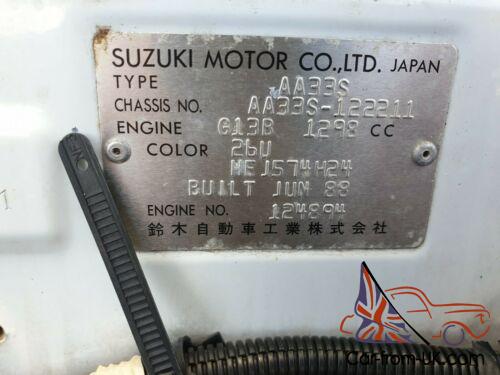 SUZUKI MOTOR CO.,LTD. JAPAN
TYPE AA33S
CHASSIS NO. AA33S-122211
ENGINE G13B 1298 CC
COLOR 26U
MEJ574H24
BUILT JUN 88
ENGINE NO. 124894
鈴木自動車工業株式会社
Car-from-UK.com